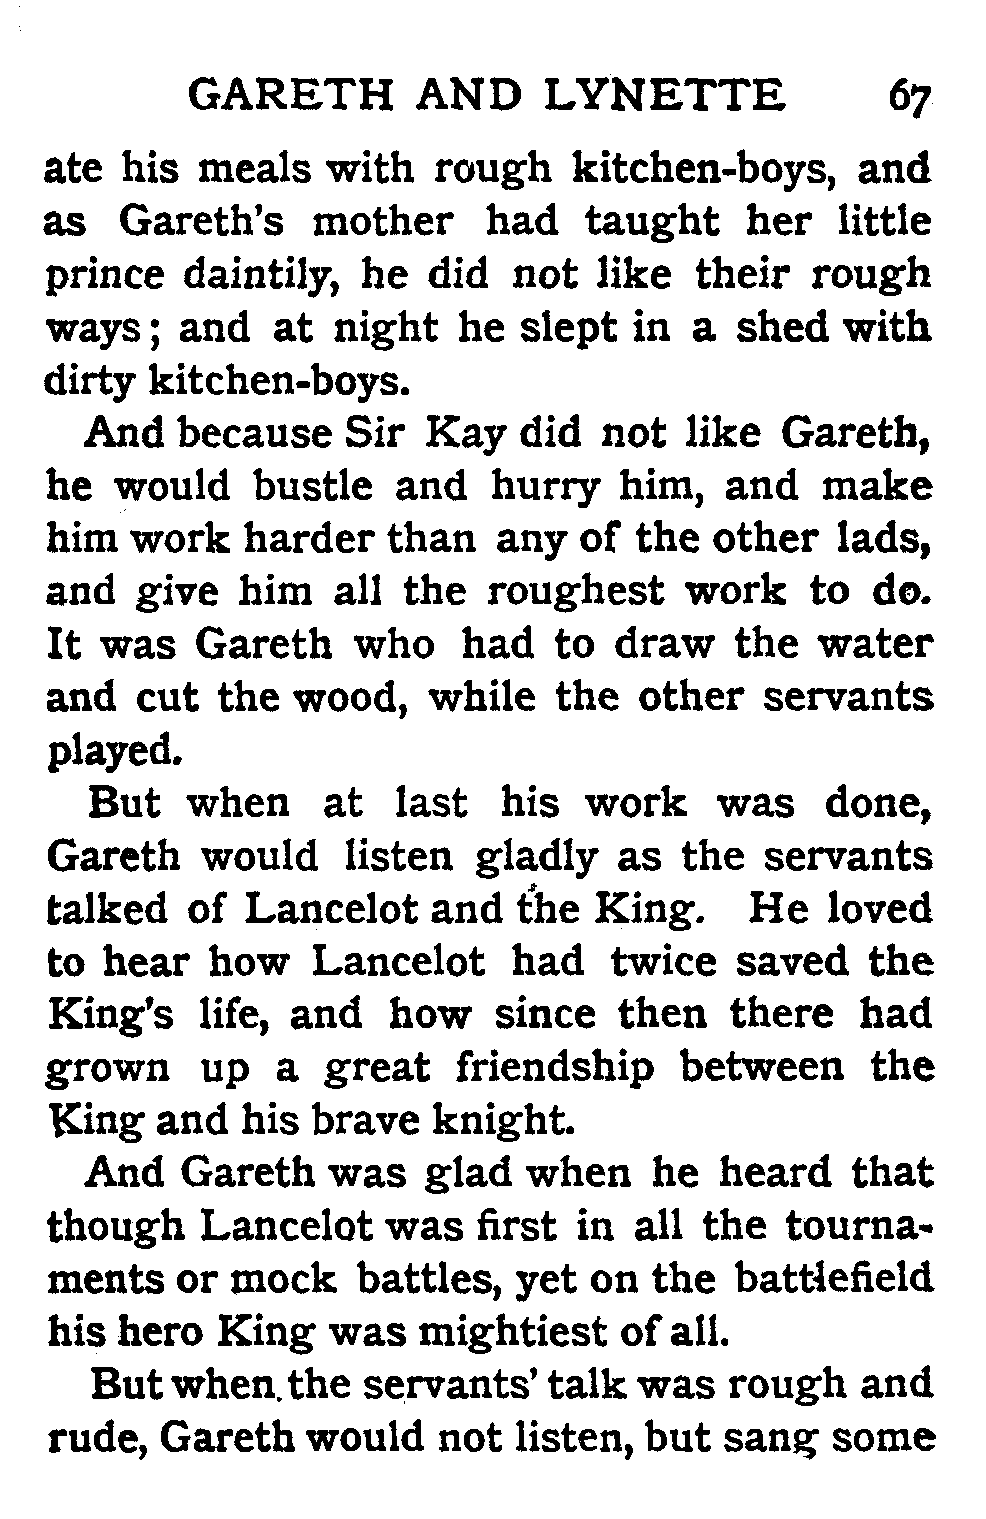 GARETH AND LYNETTE 67
ate his meals with rough kitchen-boys, and
as Gareth's mother had taught her little
prince daintily, he did not like their rough
ways; and at night he slept in a shed with
dirty kitchen-boys.
And because Sir Kay did not like Gareth,
he would bustle and hurry him, and make
him work harder than any of the other lads,
and give him all the roughest work to do.
It was Gareth who had to draw the water
and cut the wood, while the other servants
played.
But when at last his work was done,
Gareth would listen gladly as the servants
talked of Lancelot and the King. He loved
to hear how Lancelot had twice saved the
King's life, and how since then there had
grown up a great friendship between the
King and his brave knight.
And Gareth was glad when he heard that
though Lancelot was first in all the tourna-
ments or mock battles, yet on the battlefield
his hero King was mightiest of all.
But when the servants' talk was rough and
rude, Gareth would not listen, but sang some